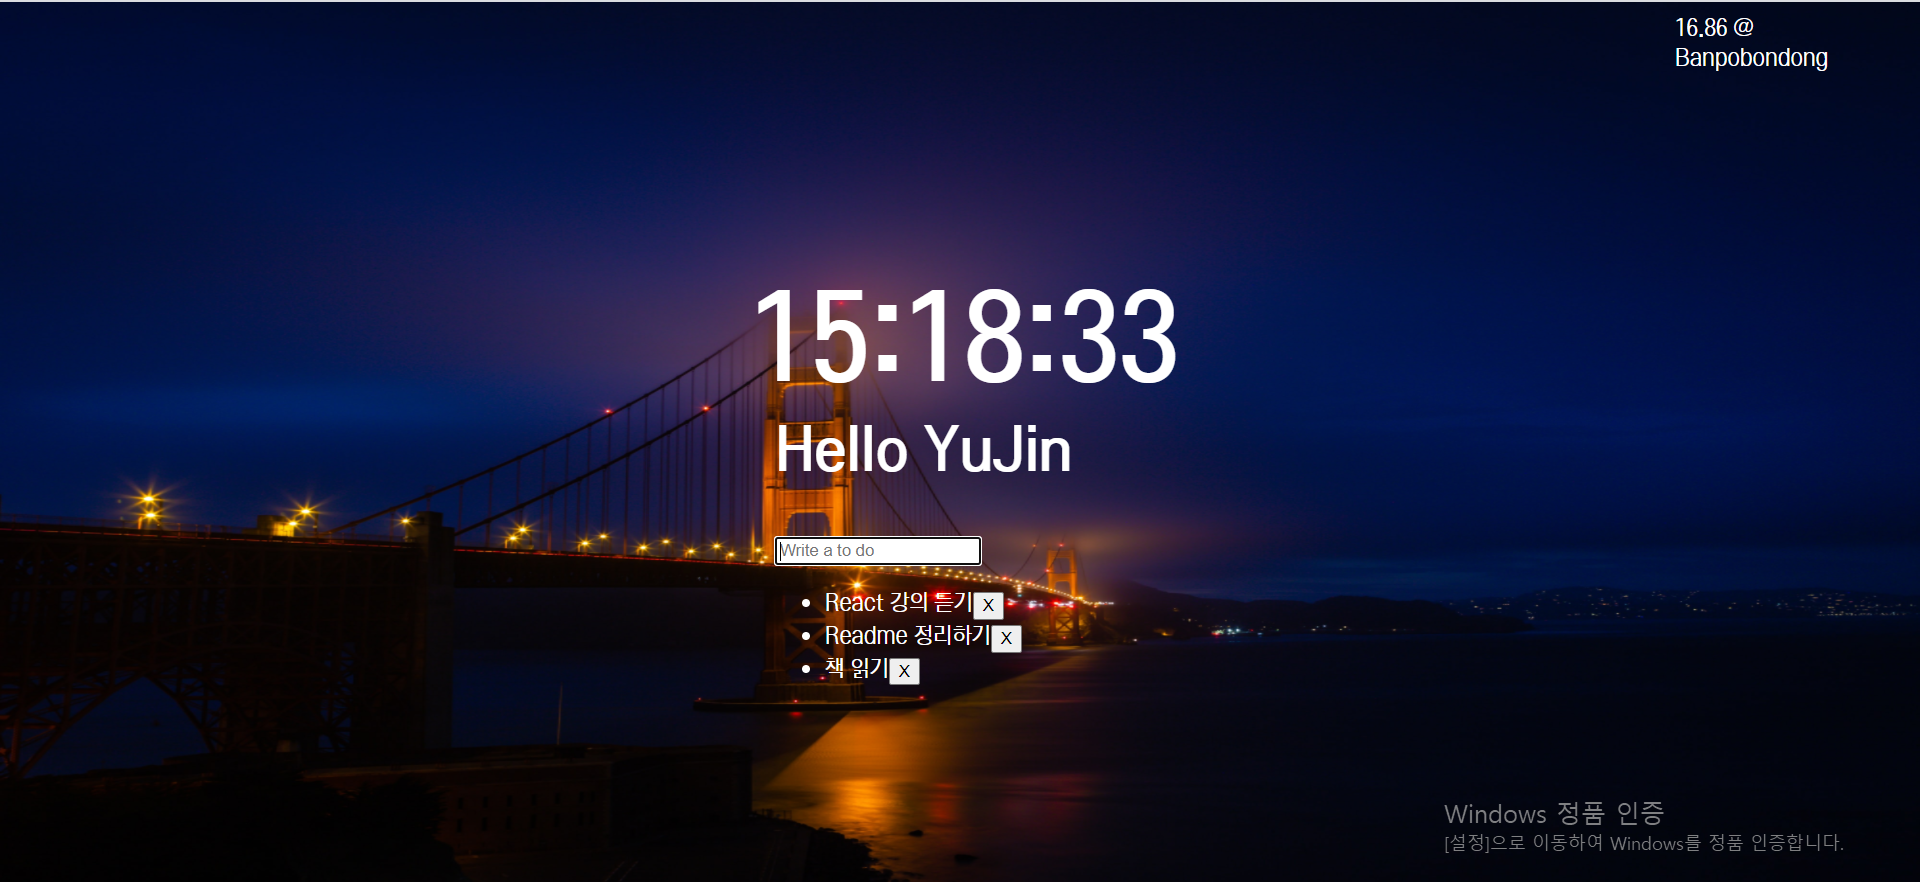 16.86 @
Banpobondong
15:18:33
Hello YuJin
Write a to do
React 강의 듣기 X
Readme 정리하기 X
책 읽기 X
Windows 정품 인증
[설정]으로 이동하여 Windows를 정품 인증합니다.